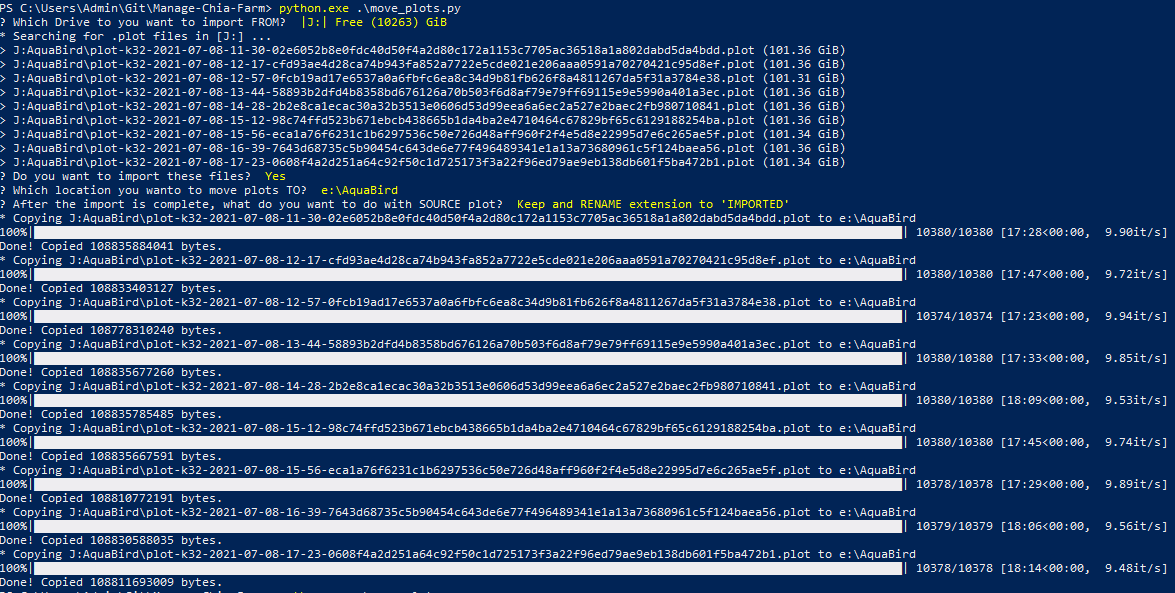 PS C:\Users\Admin\Git\Manage-Chia-Farm> python.exe .\move_plots.py
? Which Drive to you want to import FROM?  |J:| Free (10263) GiB
* Searching for .plot files in [J:] ...
> J:AquaBird\plot-k32-2021-07-08-11-30-02e6052b8e0fdc40d50f4a2d80c172a1153c7705ac36518a1a802dabd5da4bdd.plot (101.36 GiB)
> J:AquaBird\plot-k32-2021-07-08-12-17-cfd93ae4d28ca74b943fa852a7722e5cde021e206aaa0591a70270421c95d8ef.plot (101.36 GiB)
> J:AquaBird\plot-k32-2021-07-08-12-57-0fcb19ad17e6537a0a6fbfc6ea8c34d9b81fb626f8a4811267da5f31a3784e38.plot (101.31 GiB)
> J:AquaBird\plot-k32-2021-07-08-13-44-58893b2dfd4b8358bd676126a70b503f6d8af79e79ff69115e9e5990a401a3ec.plot (101.36 GiB)
> J:AquaBird\plot-k32-2021-07-08-14-28-2b2e8ca1ecac30a32b3513e0606d53d99eea6a6ec2a527e2baec2fb980710841.plot (101.36 GiB)
> J:AquaBird\plot-k32-2021-07-08-15-12-98c74ffd523b671ebcb438665b1da4ba2e4710464c67829bf65c6129188254ba.plot (101.36 GiB)
> J:AquaBird\plot-k32-2021-07-08-15-56-eca1a76f6231c1b6297536c50e726d48aff960f2f4e5d8e22995d7e6c265ae5f.plot (101.34 GiB)
> J:AquaBird\plot-k32-2021-07-08-16-39-7643d68735c5b90454c643de6e77f496489341e1a13a73680961c5f124baea56.plot (101.36 GiB)
> J:AquaBird\plot-k32-2021-07-08-17-23-0608f4a2d251a64c92f50c1d725173f3a22f96ed79ae9eb138db601f5ba472b1.plot (101.34 GiB)
? Do you want to import these files?  Yes
? Which location you wanto to move plots TO?  e:\AquaBird
? After the import is complete, what do you want to do with SOURCE plot?  Keep and RENAME extension to 'IMPORTED'
* Copying J:AquaBird\plot-k32-2021-07-08-11-30-02e6052b8e0fdc40d50f4a2d80c172a1153c7705ac36518a1a802dabd5da4bdd.plot to e:\AquaBird
100%| | 10380/10380 [17:28<00:00,  9.90it/s]
Done! Copied 108835884041 bytes.
* Copying J:AquaBird\plot-k32-2021-07-08-12-17-cfd93ae4d28ca74b943fa852a7722e5cde021e206aaa0591a70270421c95d8ef.plot to e:\AquaBird
100%| | 10380/10380 [17:47<00:00,  9.72it/s]
Done! Copied 108833403127 bytes.
* Copying J:AquaBird\plot-k32-2021-07-08-12-57-0fcb19ad17e6537a0a6fbfc6ea8c34d9b81fb626f8a4811267da5f31a3784e38.plot to e:\AquaBird
100%| | 10374/10374 [17:23<00:00,  9.94it/s]
Done! Copied 108778310240 bytes.
* Copying J:AquaBird\plot-k32-2021-07-08-13-44-58893b2dfd4b8358bd676126a70b503f6d8af79e79ff69115e9e5990a401a3ec.plot to e:\AquaBird
100%| | 10380/10380 [17:33<00:00,  9.85it/s]
Done! Copied 108835677260 bytes.
* Copying J:AquaBird\plot-k32-2021-07-08-14-28-2b2e8ca1ecac30a32b3513e0606d53d99eea6a6ec2a527e2baec2fb980710841.plot to e:\AquaBird
100%| | 10380/10380 [18:09<00:00,  9.53it/s]
Done! Copied 108835785485 bytes.
* Copying J:AquaBird\plot-k32-2021-07-08-15-12-98c74ffd523b671ebcb438665b1da4ba2e4710464c67829bf65c6129188254ba.plot to e:\AquaBird
100%| | 10380/10380 [17:45<00:00,  9.74it/s]
Done! Copied 108835667591 bytes.
* Copying J:AquaBird\plot-k32-2021-07-08-15-56-eca1a76f6231c1b6297536c50e726d48aff960f2f4e5d8e22995d7e6c265ae5f.plot to e:\AquaBird
100%| | 10378/10378 [17:29<00:00,  9.89it/s]
Done! Copied 108810772191 bytes.
* Copying J:AquaBird\plot-k32-2021-07-08-16-39-7643d68735c5b90454c643de6e77f496489341e1a13a73680961c5f124baea56.plot to e:\AquaBird
100%| | 10379/10379 [18:06<00:00,  9.56it/s]
Done! Copied 108830588035 bytes.
* Copying J:AquaBird\plot-k32-2021-07-08-17-23-0608f4a2d251a64c92f50c1d725173f3a22f96ed79ae9eb138db601f5ba472b1.plot to e:\AquaBird
100%| | 10378/10378 [18:14<00:00,  9.48it/s]
Done! Copied 108811693009 bytes.